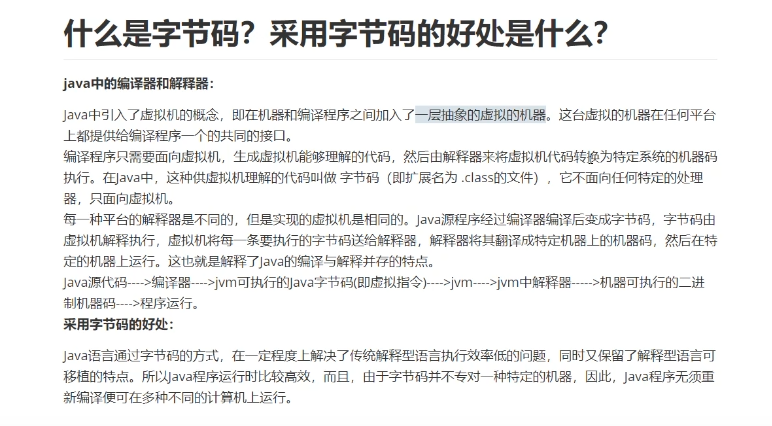 什么是字节码？采用字节码的好处是什么？
java中的编译器和解释器：
Java中引入了虚拟机的概念，即在机器和编译程序之间加入了一层抽象的虚拟的机器。这台虚拟的机器在任何平台
上都提供给编译程序一个的共同的接口。
编译程序只需要面向虚拟机，生成虚拟机能够理解的代码，然后由解释器来将虚拟机代码转换为特定系统的机器码
执行。在Java中，这种供虚拟机理解的代码叫做 字节码（即扩展名为 .class的文件），它不面向任何特定的处理
器，只面向虚拟机。
每一种平台的解释器是不同的，但是实现的虚拟机是相同的。Java源程序经过编译器编译后变成字节码，字节码由
虚拟机解释执行，虚拟机将每一条要执行的字节码送给解释器，解释器将其翻译成特定机器上的机器码，然后在特
定的机器上运行。这也就是解释了Java的编译与解释并存的特点。
Java源代码---->编译器---->jvm可执行的Java字节码(即虚拟指令)---->jvm---->jvm中解释器----->机器可执行的二进
制机器码---->程序运行。
采用字节码的好处：
Java语言通过字节码的方式，在一定程度上解决了传统解释型语言执行效率低的问题，同时又保留了解释型语言可
移植的特点。所以Java程序运行时比较高效，而且，由于字节码并不专对一种特定的机器，因此，Java程序无须重
新编译便可在多种不同的计算机上运行。